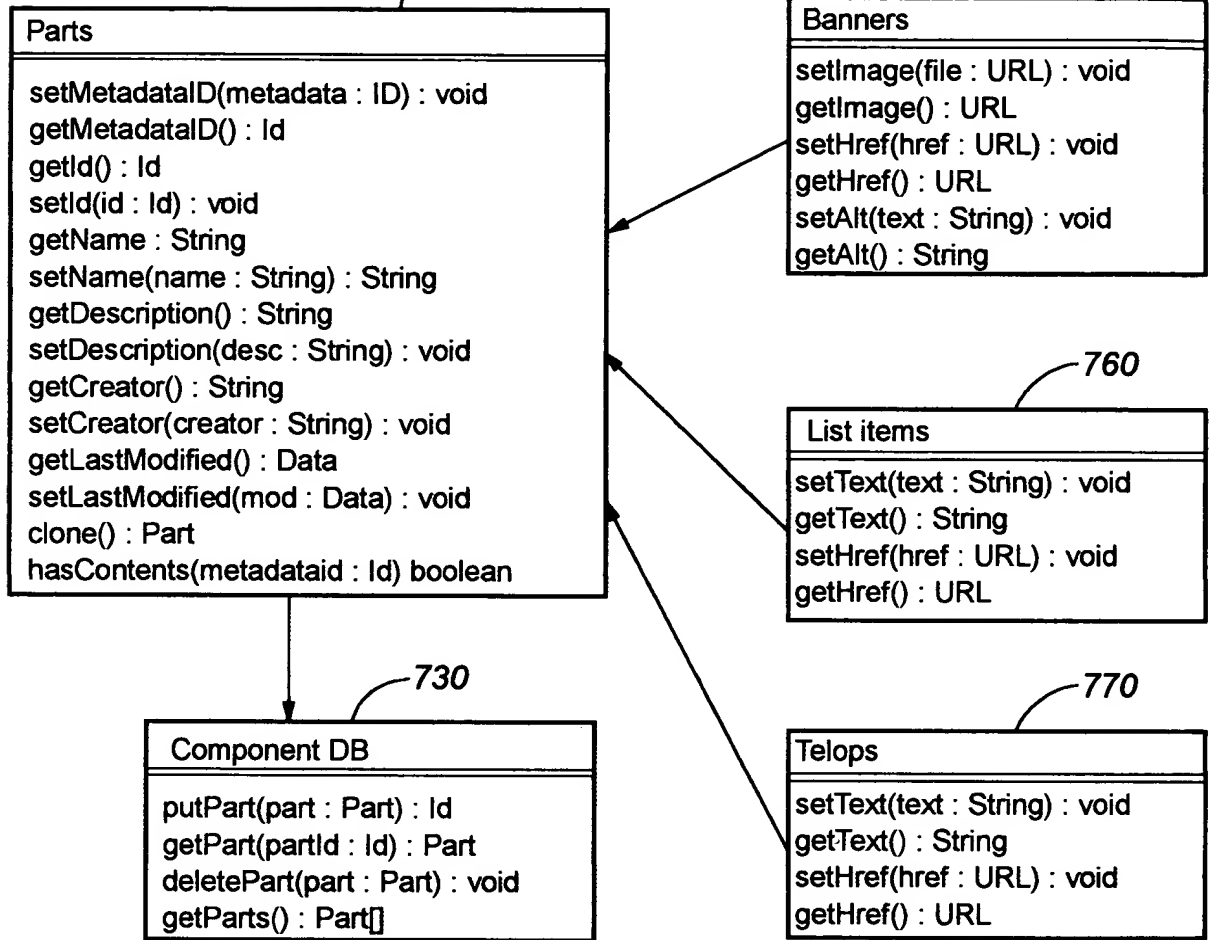 Parts
setMetadataID(metadata : ID) : void
getMetadataID() : Id
getId() : Id
setId(id : Id) : void
getName : String
setName(name : String) : String
getDescription() : String
setDescription(desc : String) : void
getCreator() : String
setCreator(creator : String) : void
getLastModified() : Data
setLastModified(mod : Data) : void
clone() : Part
hasContents(metadataid : Id) boolean
Banners
setImage(file : URL) : void
getImage() : URL
setHref(href : URL) : void
getHref() : URL
setAlt(text : String) : void
getAlt() : String
760
List items
setText(text : String) : void
getText() : String
setHref(href : URL) : void
getHref() : URL
730
Component DB
putPart(part : Part) : Id
getPart(partId : Id) : Part
deletePart(part : Part) : void
getParts() : Part[]
770
Telops
setText(text : String) : void
getText() : String
setHref(href : URL) : void
getHref() : URL